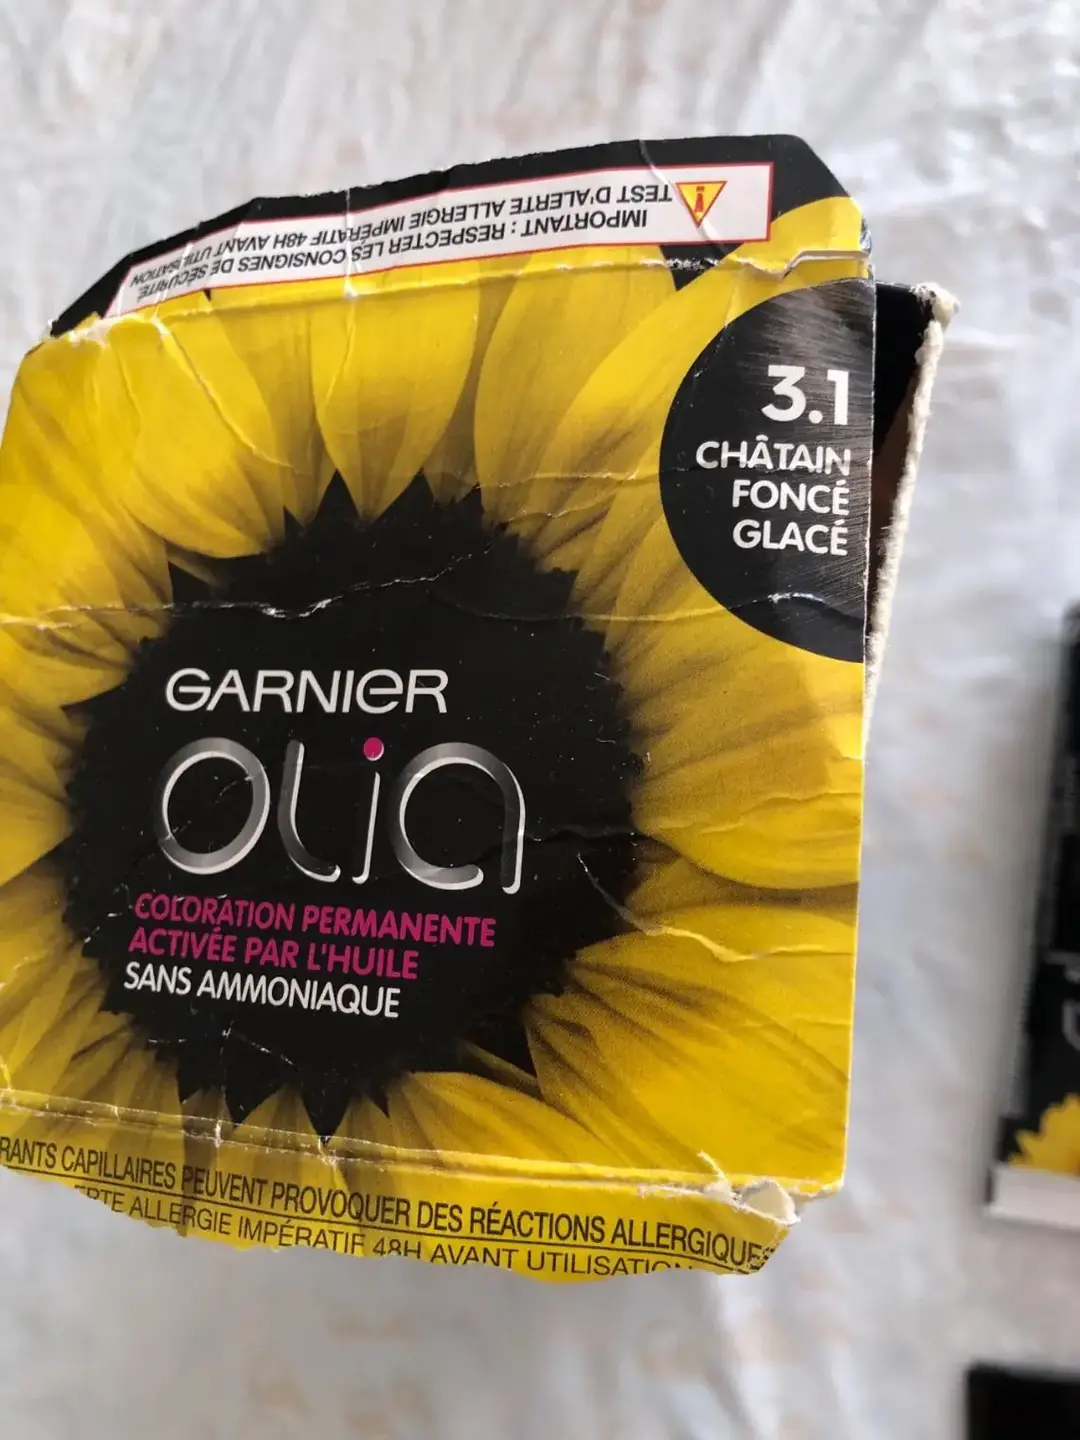 IMPORTANT : RESPECTER LES CONSIGNES DE SÉCURITÉ.
TEST D'ALERTE ALLERGIE IMPÉRATIF 48H AVANT UTILISATION
3.1
CHÂTAIN
FONCÉ
GLACÉ
GARNIER
OLIA
COLORATION PERMANENTE
ACTIVÉE PAR L'HUILE
SANS AMMONIAQUE
CAPILLAIRES PEUVENT PROVOQUER DES RÉACTIONS ALLERGIQUES
ALLERGIE IMPÉRATIF 48H AVANT UTILISATION